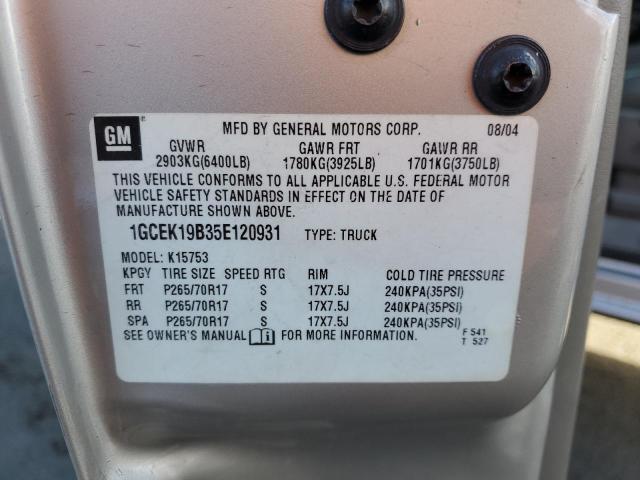 GM
MFD BY GENERAL MOTORS CORP. 08/04
GVWR GAWR FRT GAWR RR
2903KG(6400LB) 1780KG(3925LB) 1701KG(3750LB)
THIS VEHICLE CONFORMS TO ALL APPLICABLE U.S. FEDERAL MOTOR
VEHICLE SAFETY STANDARDS IN EFFECT ON THE DATE OF
MANUFACTURE SHOWN ABOVE.
1GCEK19B35E120931 TYPE: TRUCK
MODEL: K15753
KPGY TIRE SIZE SPEED RTG RIM COLD TIRE PRESSURE
FRT P265/70R17 S 17X7.5J 240KPA(35PSI)
RR P265/70R17 S 17X7.5J 240KPA(35PSI)
SPA P265/70R17 S 17X7.5J 240KPA(35PSI)
SEE OWNER'S MANUAL i FOR MORE INFORMATION. F 541
T 527